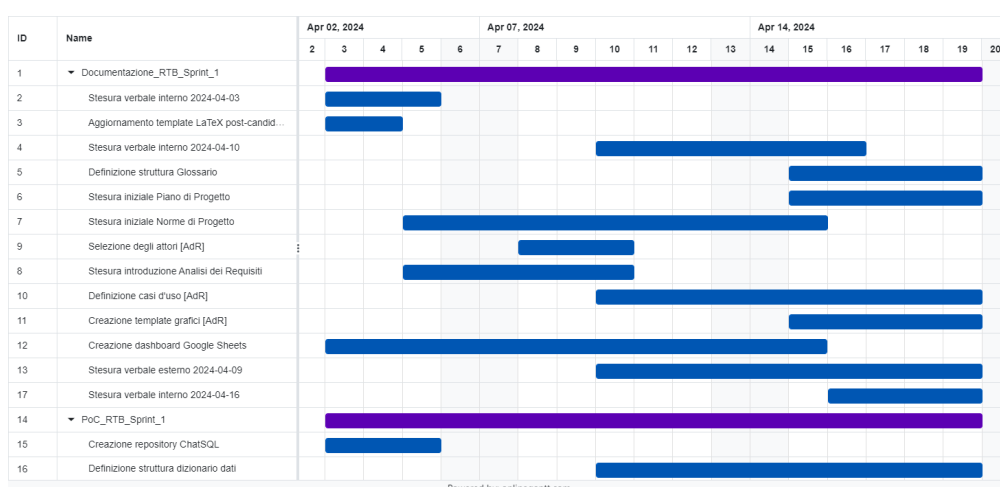 ID Name Apr 02, 2024 Apr 07, 2024 Apr 14, 2024
2 3 4 5 6 7 8 9 10 11 12 13 14 15 16 17 18 19 20
1 Documentazione_RTB_Sprint_1
2 Stesura verbale interno 2024-04-03
3 Aggiornamento template LaTeX post-candid...
4 Stesura verbale interno 2024-04-10
5 Definizione struttura Glossario
6 Stesura iniziale Piano di Progetto
7 Stesura iniziale Norme di Progetto
9 Selezione degli attori [AdR]
8 Stesura introduzione Analisi dei Requisiti
10 Definizione casi d'uso [AdR]
11 Creazione template grafici [AdR]
12 Creazione dashboard Google Sheets
13 Stesura verbale esterno 2024-04-09
17 Stesura verbale interno 2024-04-16
14 PoC_RTB_Sprint_1
15 Creazione repository ChatSQL
16 Definizione struttura dizionario dati